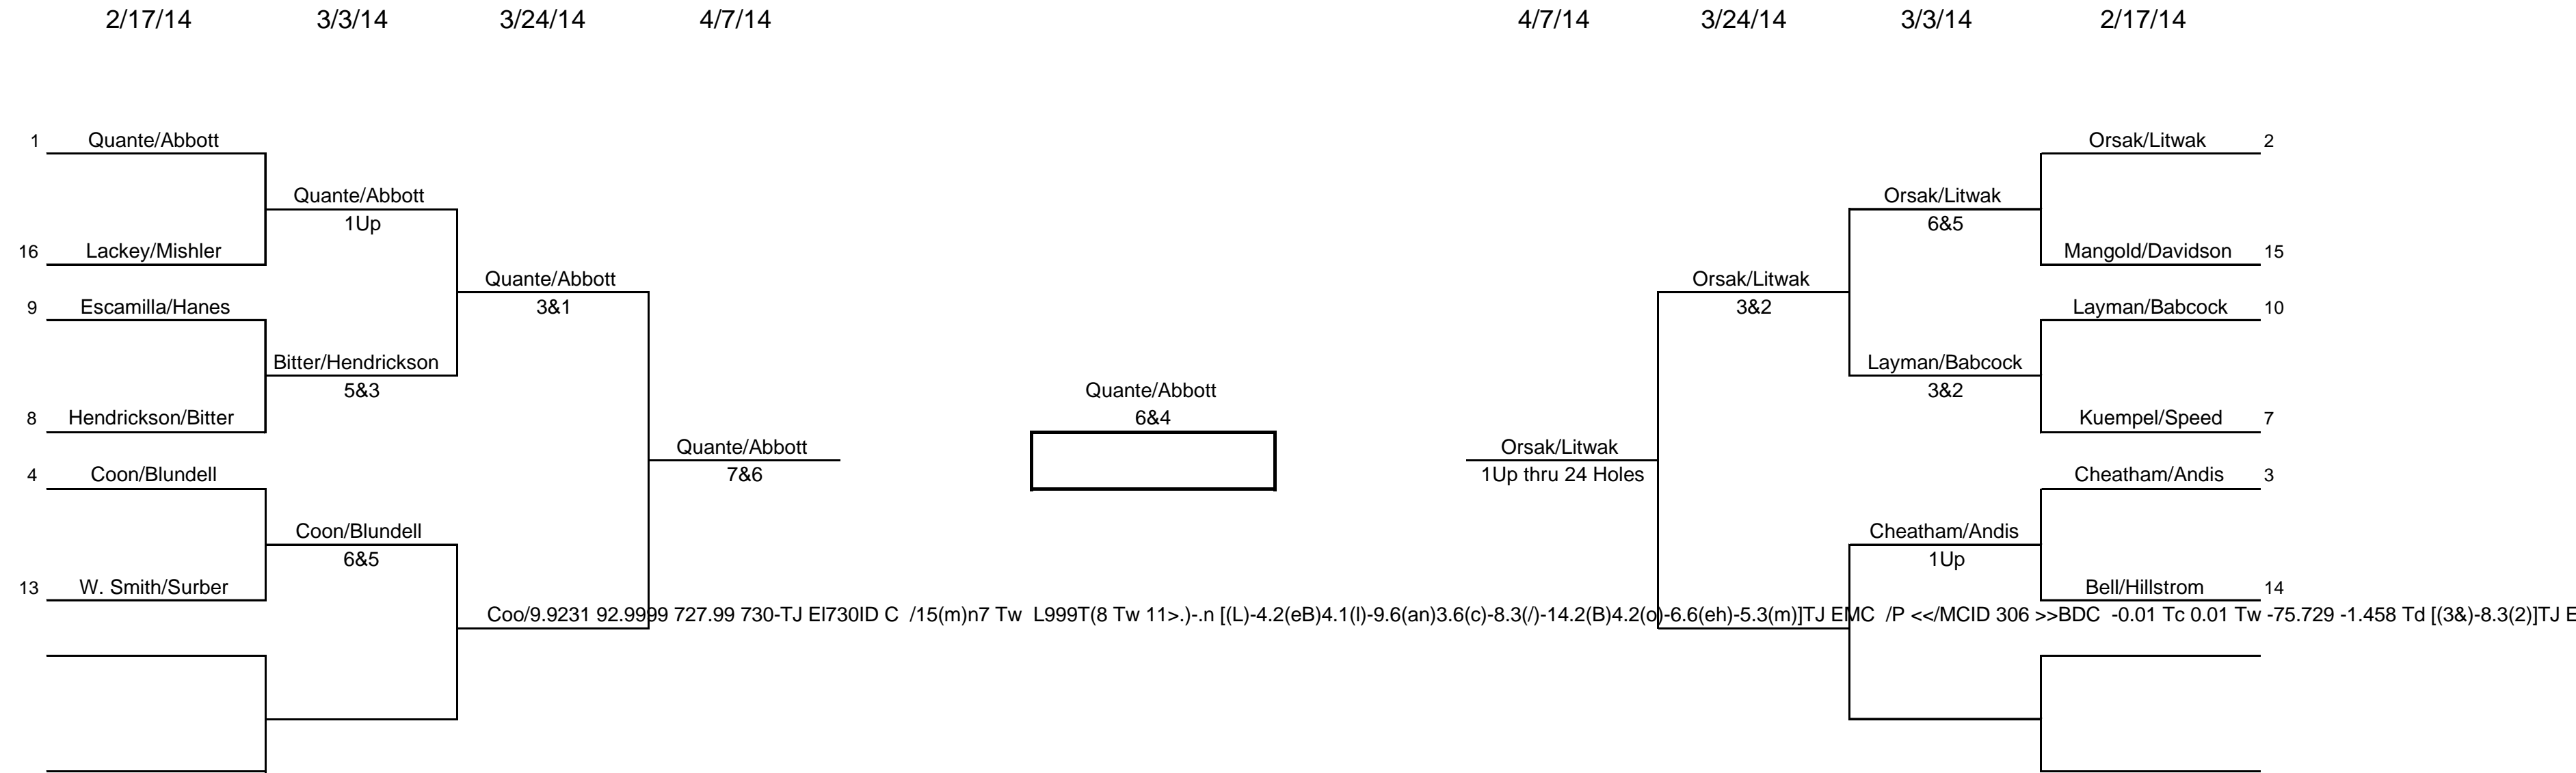 2/17/14 3/3/14 3/24/14 4/7/14 4/7/14 3/24/14 3/3/14 2/17/14
1 Quante/Abbott Orsak/Litwak 2
Quante/Abbott Orsak/Litwak
1Up 6&5
16 Lackey/Mishler Mangold/Davidson 15
Quante/Abbott Orsak/Litwak
9 Escamilla/Hanes 3&1 3&2 Layman/Babcock 10
Bitter/Hendrickson Layman/Babcock
5&3 Quante/Abbott 3&2
8 Hendrickson/Bitter 6&4 Kuempel/Speed 7
Quante/Abbott Orsak/Litwak
4 Coon/Blundell 7&6 1Up thru 24 Holes Cheatham/Andis 3
Coon/Blundell Cheatham/Andis
6&5 1Up
13 W. Smith/Surber Bell/Hillstrom 14
Coo/9.9231 92.9999 727.99 730-TJ El730ID C /15(m)n7 Tw L999T(8 Tw 11>.)-.n [(L)-4.2(eB)4.1(l)-9.6(an)3.6(c)-8.3(/)-14.2(B)4.2(o)-6.6(eh)-5.3(m)]TJ EMC /P <</MCID 306 >>BDC -0.01 Tc 0.01 Tw -75.729 -1.458 Td [(3&)-8.3(2)]TJ E